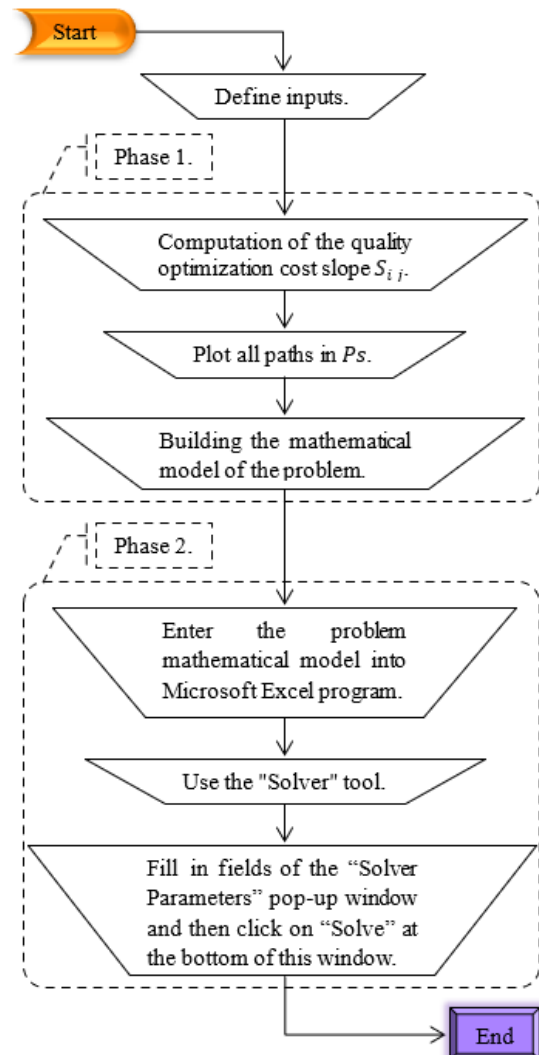 Start
Define inputs.
Phase 1.
Computation of the quality
optimization cost slope S_{i j}.
Plot all paths in Ps.
Building the mathematical
model of the problem.
Phase 2.
Enter the problem
mathematical model into
Microsoft Excel program.
Use the "Solver" tool.
Fill in fields of the “Solver
Parameters” pop-up window
and then click on “Solve” at
the bottom of this window.
End